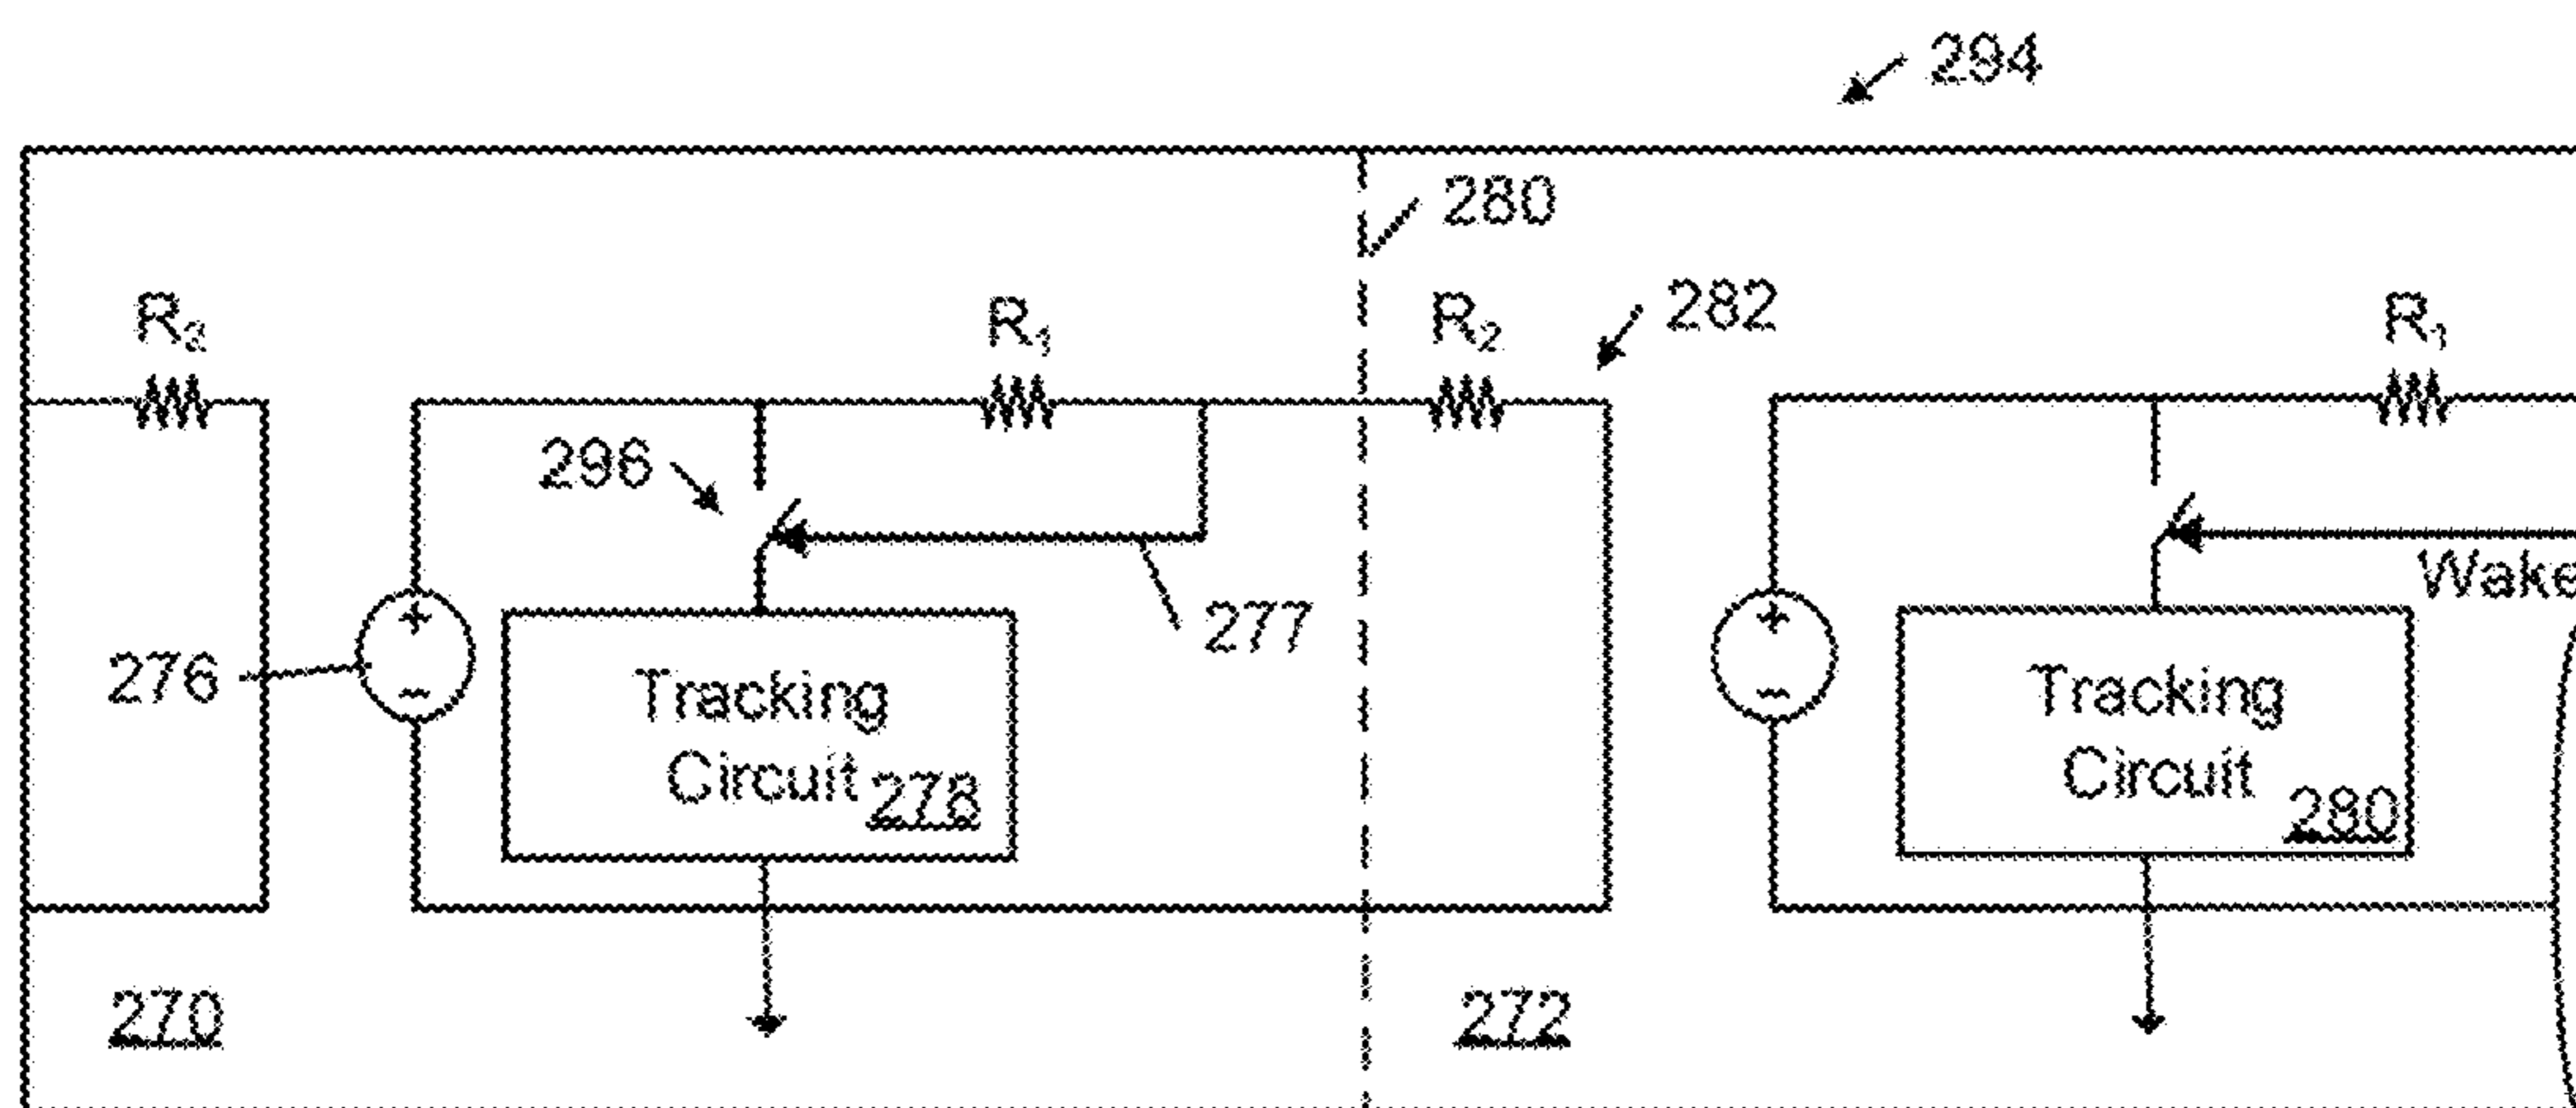 294
280
R₂
R₁
R₂
282
R₁
296
277
Wake
276
+
−
Tracking
Circuit 278
+
−
Tracking
Circuit 280
270
272